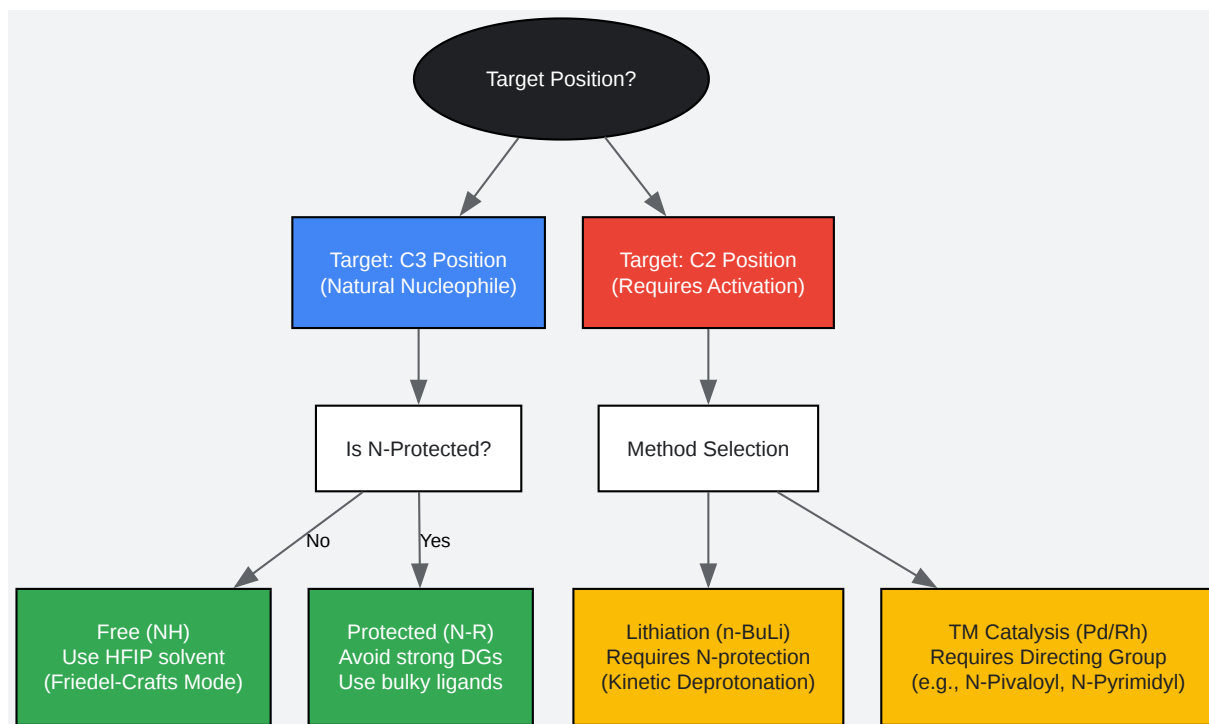 Target Position?
Target: C3 Position
(Natural Nucleophile)
Target: C2 Position
(Requires Activation)
Is N-Protected?
Method Selection
No
Yes
Free (NH)
Use HFIP solvent
(Friedel-Crafts Mode)
Protected (N-R)
Avoid strong DGs
Use bulky ligands
Lithiation (n-BuLi)
Requires N-protection
(Kinetic Deprotonation)
TM Catalysis (Pd/Rh)
Requires Directing Group
(e.g., N-Pivaloyl, N-Pyrimidyl)